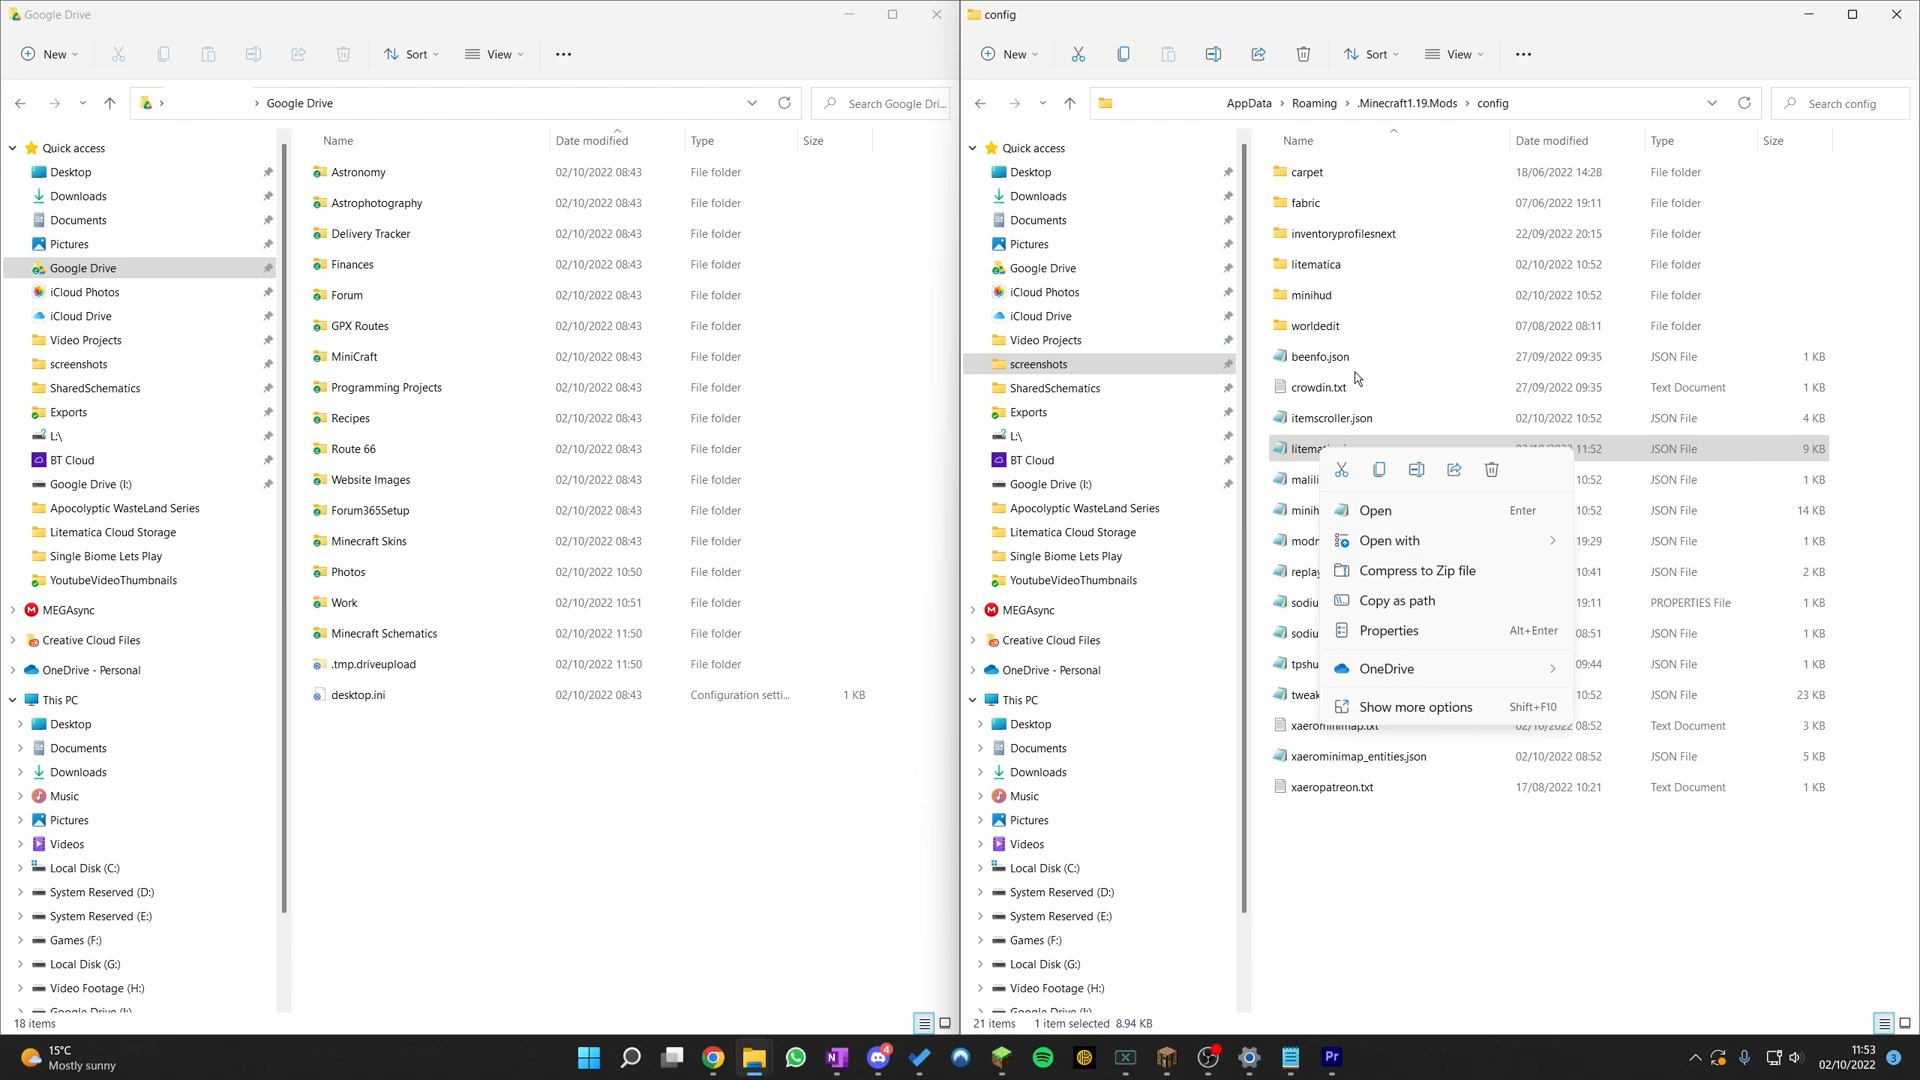 Google Drive
New
Sort
View
Google Drive
Search Google Dri...
Quick access
Desktop
Downloads
Documents
Pictures
Google Drive
iCloud Photos
iCloud Drive
Video Projects
screenshots
SharedSchematics
Exports
L:\
BT Cloud
Google Drive (I:)
Apocolyptic WasteLand Series
Litematica Cloud Storage
Single Biome Lets Play
YoutubeVideoThumbnails
MEGAsync
Creative Cloud Files
OneDrive - Personal
This PC
Desktop
Documents
Downloads
Music
Pictures
Videos
Local Disk (C:)
System Reserved (D:)
System Reserved (E:)
Games (F:)
Local Disk (G:)
Video Footage (H:)
Google Drive (I:)
Name Date modified Type Size
Astronomy 02/10/2022 08:43 File folder
Astrophotography 02/10/2022 08:43 File folder
Delivery Tracker 02/10/2022 08:43 File folder
Finances 02/10/2022 08:43 File folder
Forum 02/10/2022 08:43 File folder
GPX Routes 02/10/2022 08:43 File folder
MiniCraft 02/10/2022 08:43 File folder
Programming Projects 02/10/2022 08:43 File folder
Recipes 02/10/2022 08:43 File folder
Route 66 02/10/2022 08:43 File folder
Website Images 02/10/2022 08:43 File folder
Forum365Setup 02/10/2022 08:43 File folder
Minecraft Skins 02/10/2022 08:43 File folder
Photos 02/10/2022 10:50 File folder
Work 02/10/2022 10:51 File folder
Minecraft Schematics 02/10/2022 11:50 File folder
.tmp.driveupload 02/10/2022 11:50 File folder
desktop.ini 02/10/2022 08:43 Configuration setti... 1 KB
18 items
config
New
Sort
View
AppData Roaming .Minecraft1.19.Mods config
Search config
Quick access
Desktop
Downloads
Documents
Pictures
Google Drive
iCloud Photos
iCloud Drive
Video Projects
screenshots
SharedSchematics
Exports
L:\
BT Cloud
Google Drive (I:)
Apocolyptic WasteLand Series
Litematica Cloud Storage
Single Biome Lets Play
YoutubeVideoThumbnails
MEGAsync
Creative Cloud Files
OneDrive - Personal
This PC
Desktop
Documents
Downloads
Music
Pictures
Videos
Local Disk (C:)
System Reserved (D:)
System Reserved (E:)
Games (F:)
Local Disk (G:)
Video Footage (H:)
Google Drive (I:)
Name Date modified Type Size
carpet 18/06/2022 14:28 File folder
fabric 07/06/2022 19:11 File folder
inventoryprofilesnext 22/09/2022 20:15 File folder
litematica 02/10/2022 10:52 File folder
minihud 02/10/2022 10:52 File folder
worldedit 07/08/2022 08:11 File folder
beenfo.json 27/09/2022 09:35 JSON File 1 KB
crowdin.txt 27/09/2022 09:35 Text Document 1 KB
itemscroller.json 02/10/2022 10:52 JSON File 4 KB
litemati 11:52 JSON File 9 KB
malili 10:52 JSON File
minih 10:52 JSON File 14 KB
modn 19:29 JSON File 1 KB
replay 10:41 JSON File 2 KB
sodiu 19:11 PROPERTIES File 1 KB
sodiu 08:51 JSON File 1 KB
tpshu 09:44 JSON File 1 KB
tweak 10:52 JSON File 23 KB
xaerominimap.txt 02/10/2022 08:52 Text Document 3 KB
xaerominimap_entities.json 02/10/2022 08:52 JSON File 5 KB
xaeropatreon.txt 17/08/2022 10:21 Text Document 1 KB
Open Enter
Open with
Compress to Zip file
Copy as path
Properties Alt+Enter
OneDrive
Show more options Shift+F10
21 items 1 item selected 8.94 KB
15°C
Mostly sunny
4
Pr
11:53
02/10/2022
3